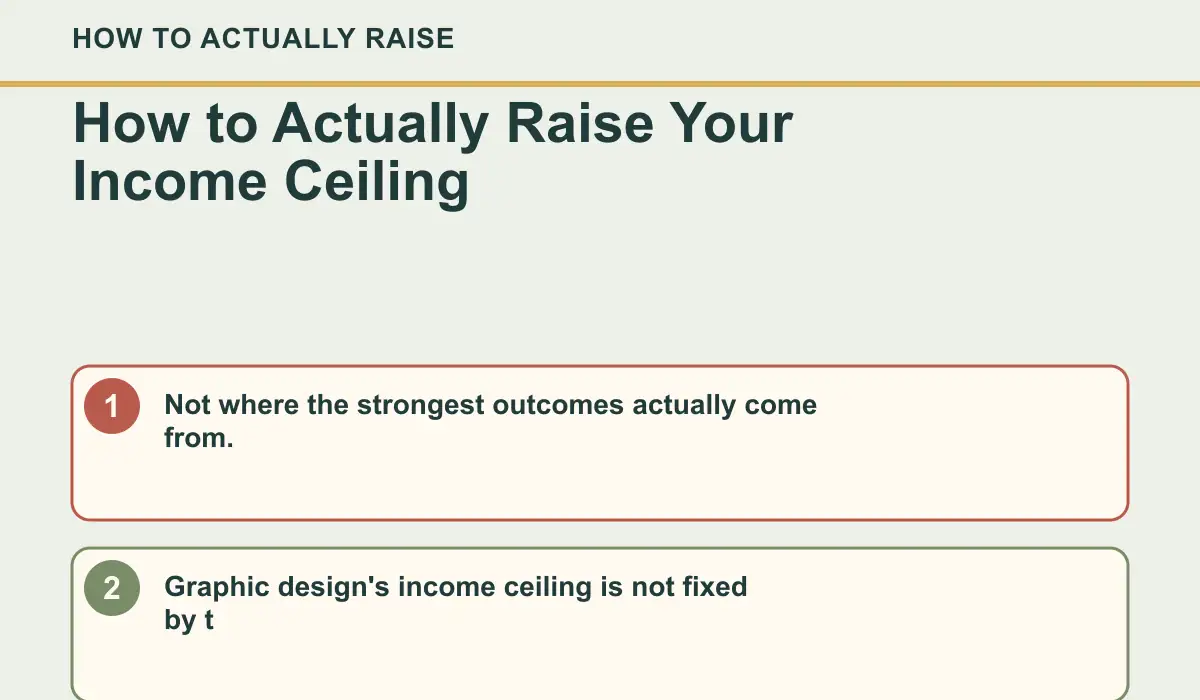 HOW TO ACTUALLY RAISE
How to Actually Raise Your
Income Ceiling
1
Not where the strongest outcomes actually come
from.
2
Graphic design's income ceiling is not fixed
by t